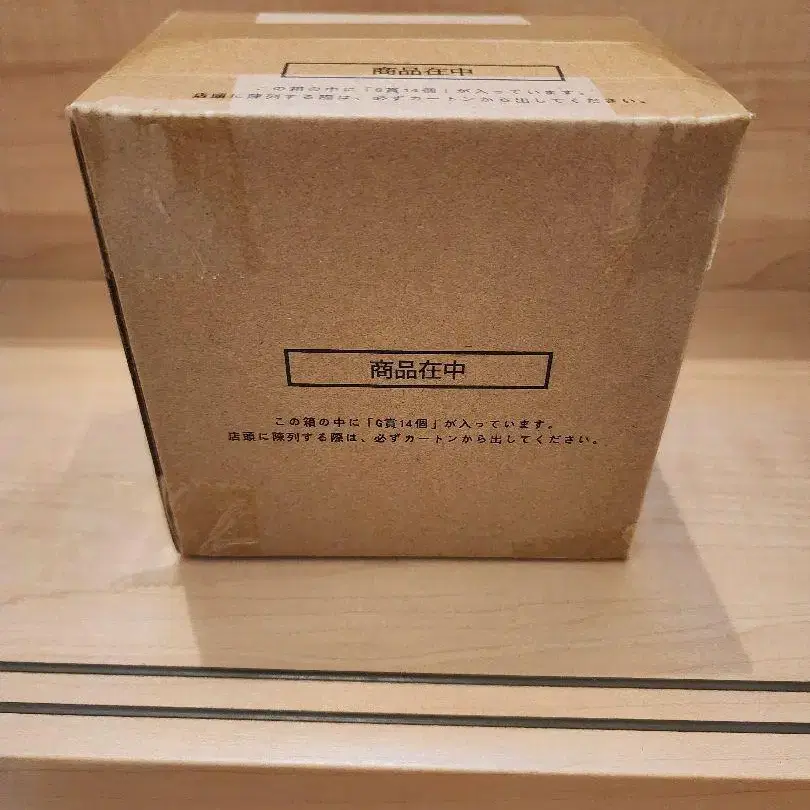 商品在中
この箱の中に「G賞14個」が入っています。
店頭に陳列する際は、必ずカートンから出してください。
商品在中
この箱の中に「G賞14個」が入っています。
店頭に陳列する際は、必ずカートンから出してください。